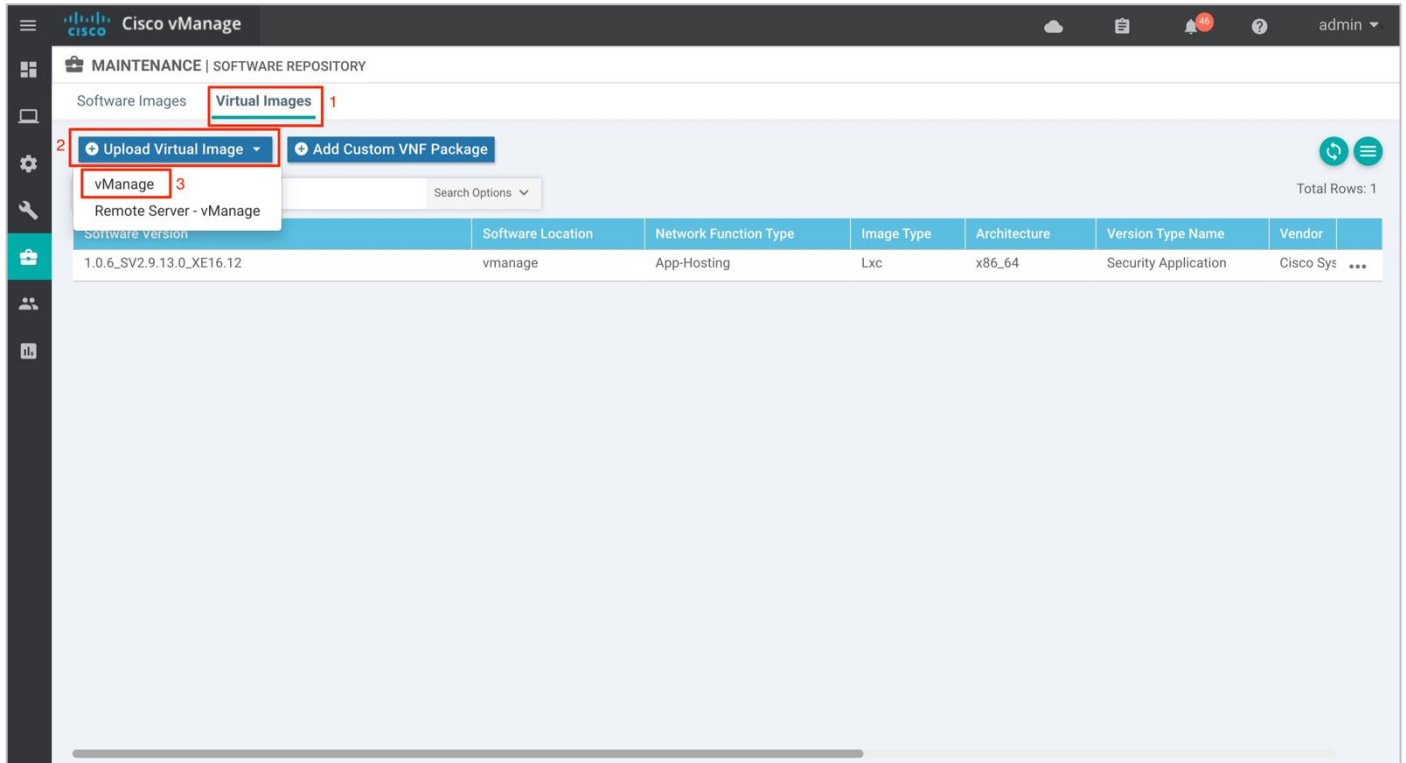 CISCO Cisco vManage 46 admin
MAINTENANCE | SOFTWARE REPOSITORY
Software Images Virtual Images 1
2 Upload Virtual Image Add Custom VNF Package
vManage 3
Search Options Total Rows: 1
Remote Server - vManage
Software Version Software Location Network Function Type Image Type Architecture Version Type Name Vendor
1.0.6_SV2.9.13.0_XE16.12 vmanage App-Hosting Lxc x86_64 Security Application Cisco Sys ...